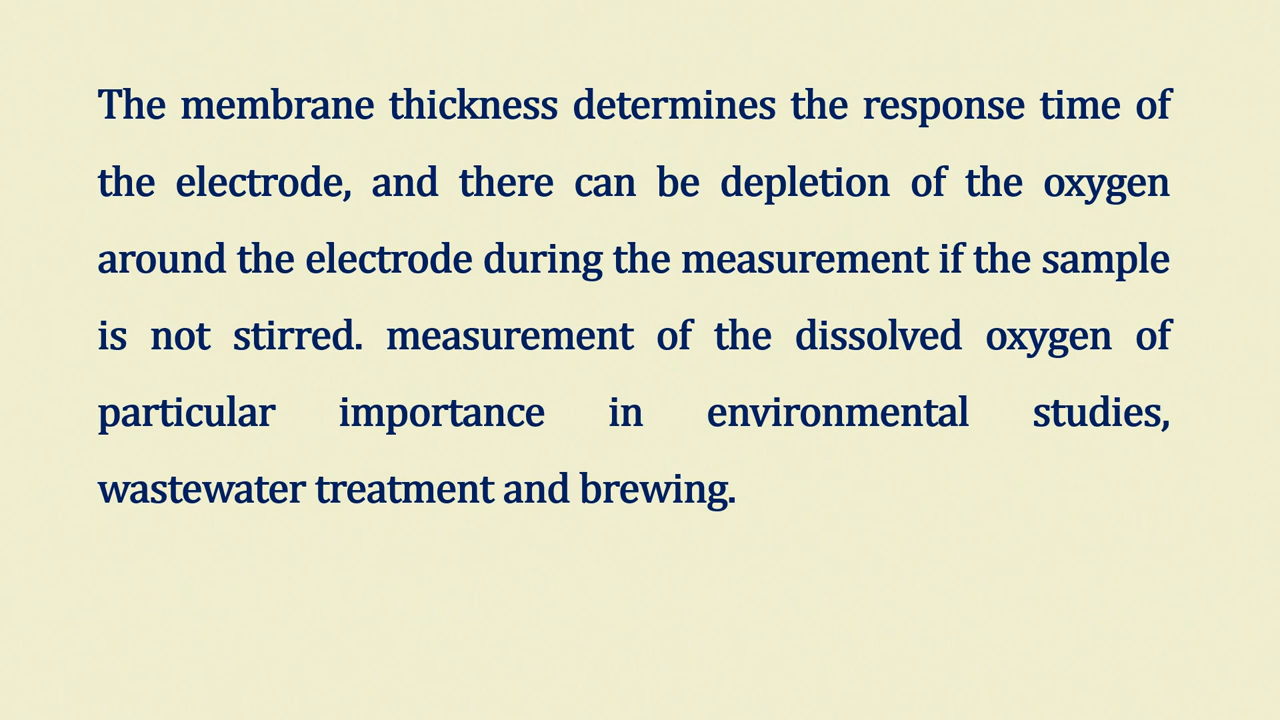 The membrane thickness determines the response time of
the electrode, and there can be depletion of the oxygen
around the electrode during the measurement if the sample
is not stirred. measurement of the dissolved oxygen of
particular importance in environmental studies,
wastewater treatment and brewing.